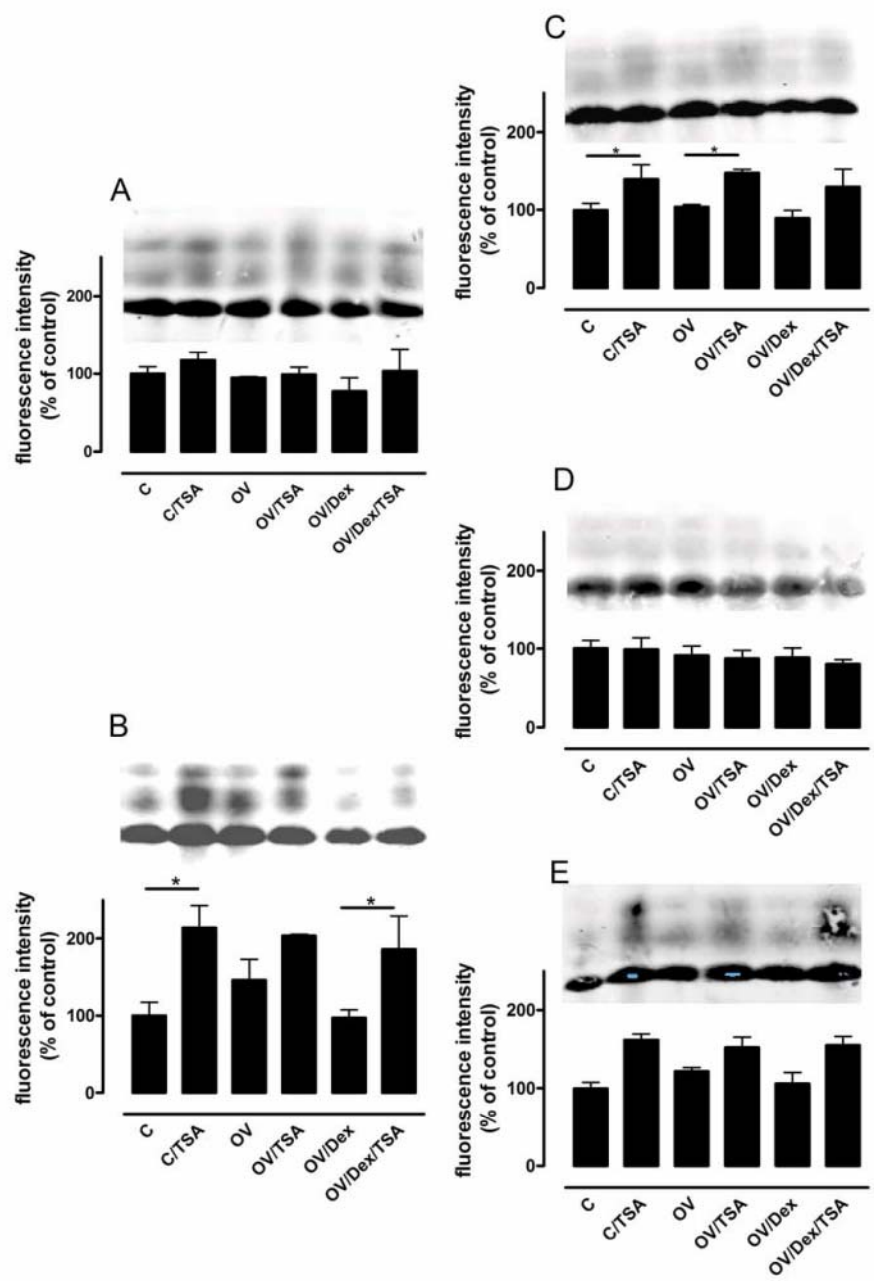 A
fluorescence intensity
(% of control)
200
100
0
C
C/TSA
OV
OV/TSA
OV/Dex
OV/Dex/TSA
B
fluorescence intensity
(% of control)
*
*
200
100
0
C
C/TSA
OV
OV/TSA
OV/Dex
OV/Dex/TSA
C
fluorescence intensity
(% of control)
200
*
*
100
0
C
C/TSA
OV
OV/TSA
OV/Dex
OV/Dex/TSA
D
fluorescence intensity
(% of control)
200
100
0
C
C/TSA
OV
OV/TSA
OV/Dex
OV/Dex/TSA
E
fluorescence intensity
(% of control)
200
100
0
C
C/TSA
OV
OV/TSA
OV/Dex
OV/Dex/TSA